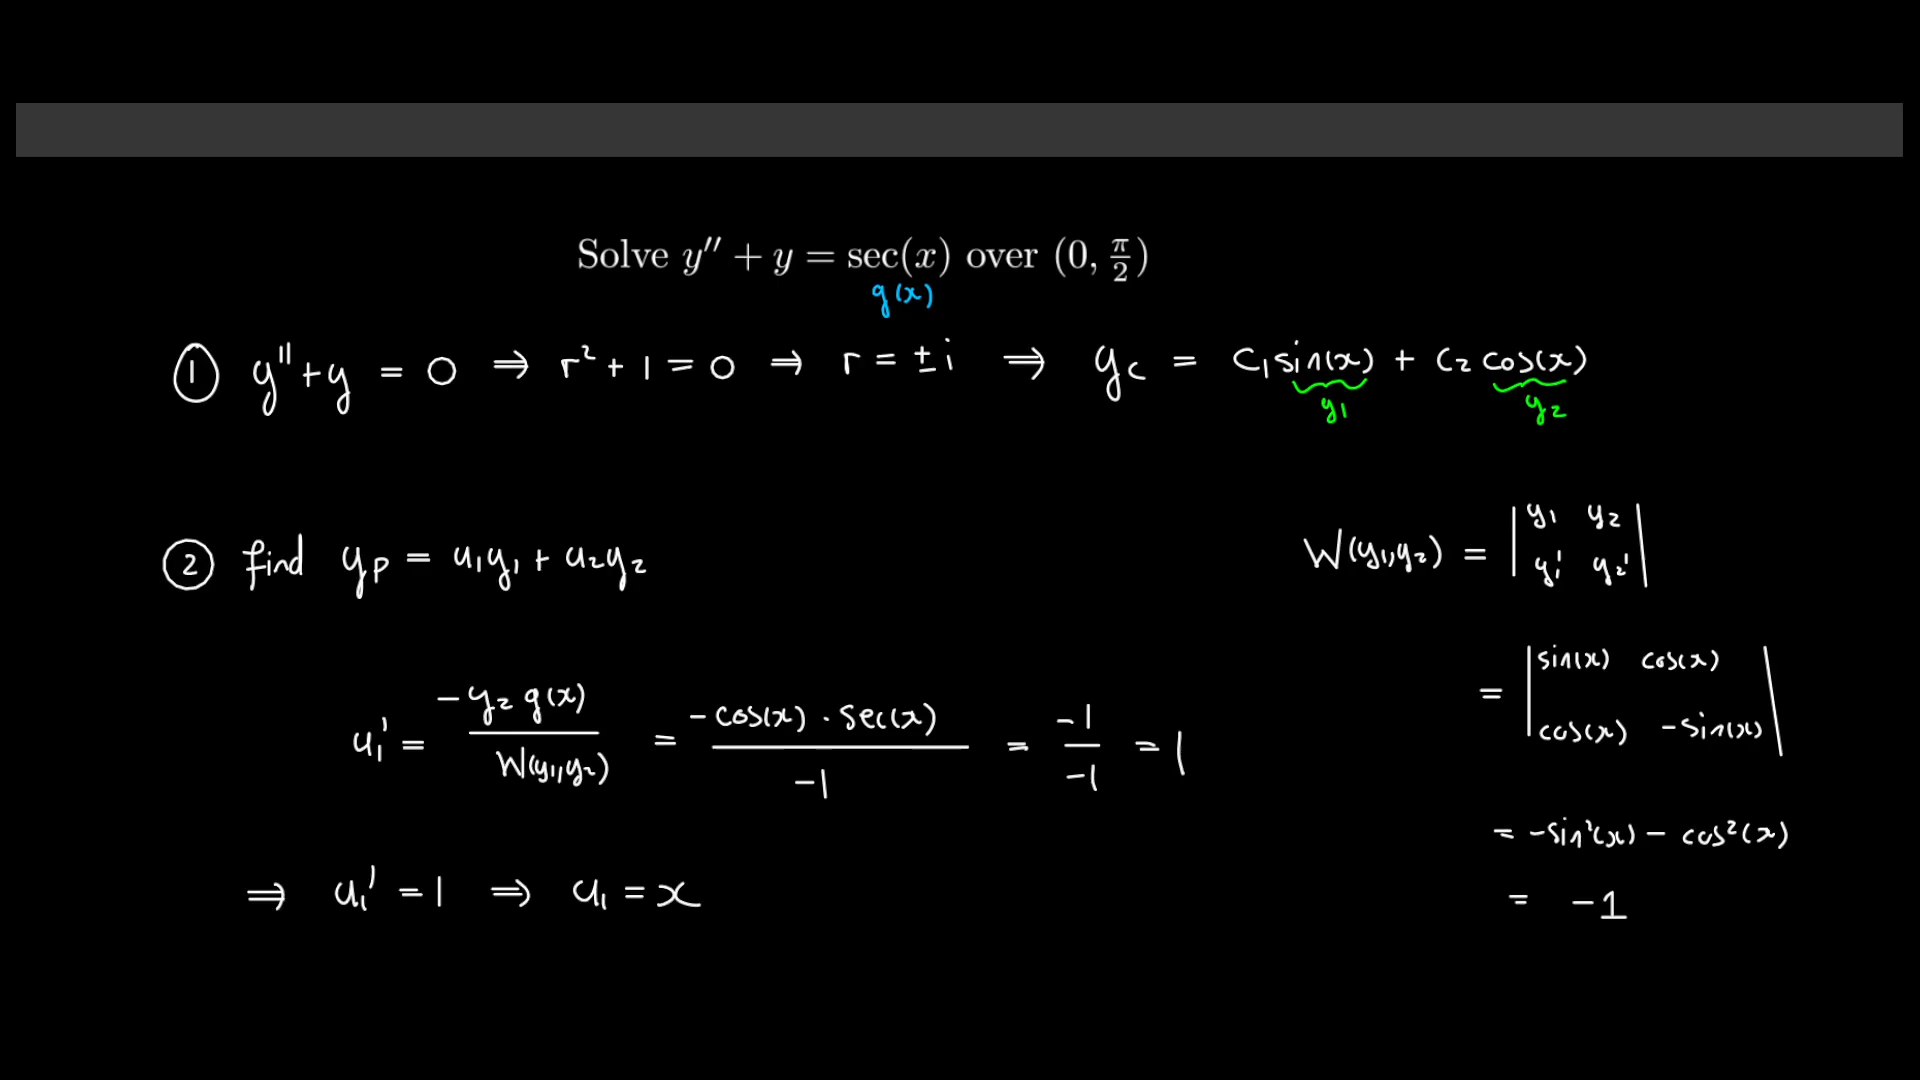 Solve y'' + y = sec(x) over (0, π/2)
g(x)
① y'' + y = 0 ⇒ r² + 1 = 0 ⇒ r = ± i ⇒ y_c = c₁ sin(x) + c₂ cos(x)
y₁ y₂
② find y_p = u₁y₁ + u₂y₂
W(y₁,y₂) = | y₁ y₂ |
| y₁' y₂' |
= | sin(x) cos(x) |
| cos(x) -sin(x) |
= -sin²(x) - cos²(x)
= -1
u₁' = -y₂ g(x) / W(y₁,y₂) = -cos(x) · sec(x) / -1 = -1 / -1 = 1
⇒ u₁' = 1 ⇒ u₁ = x